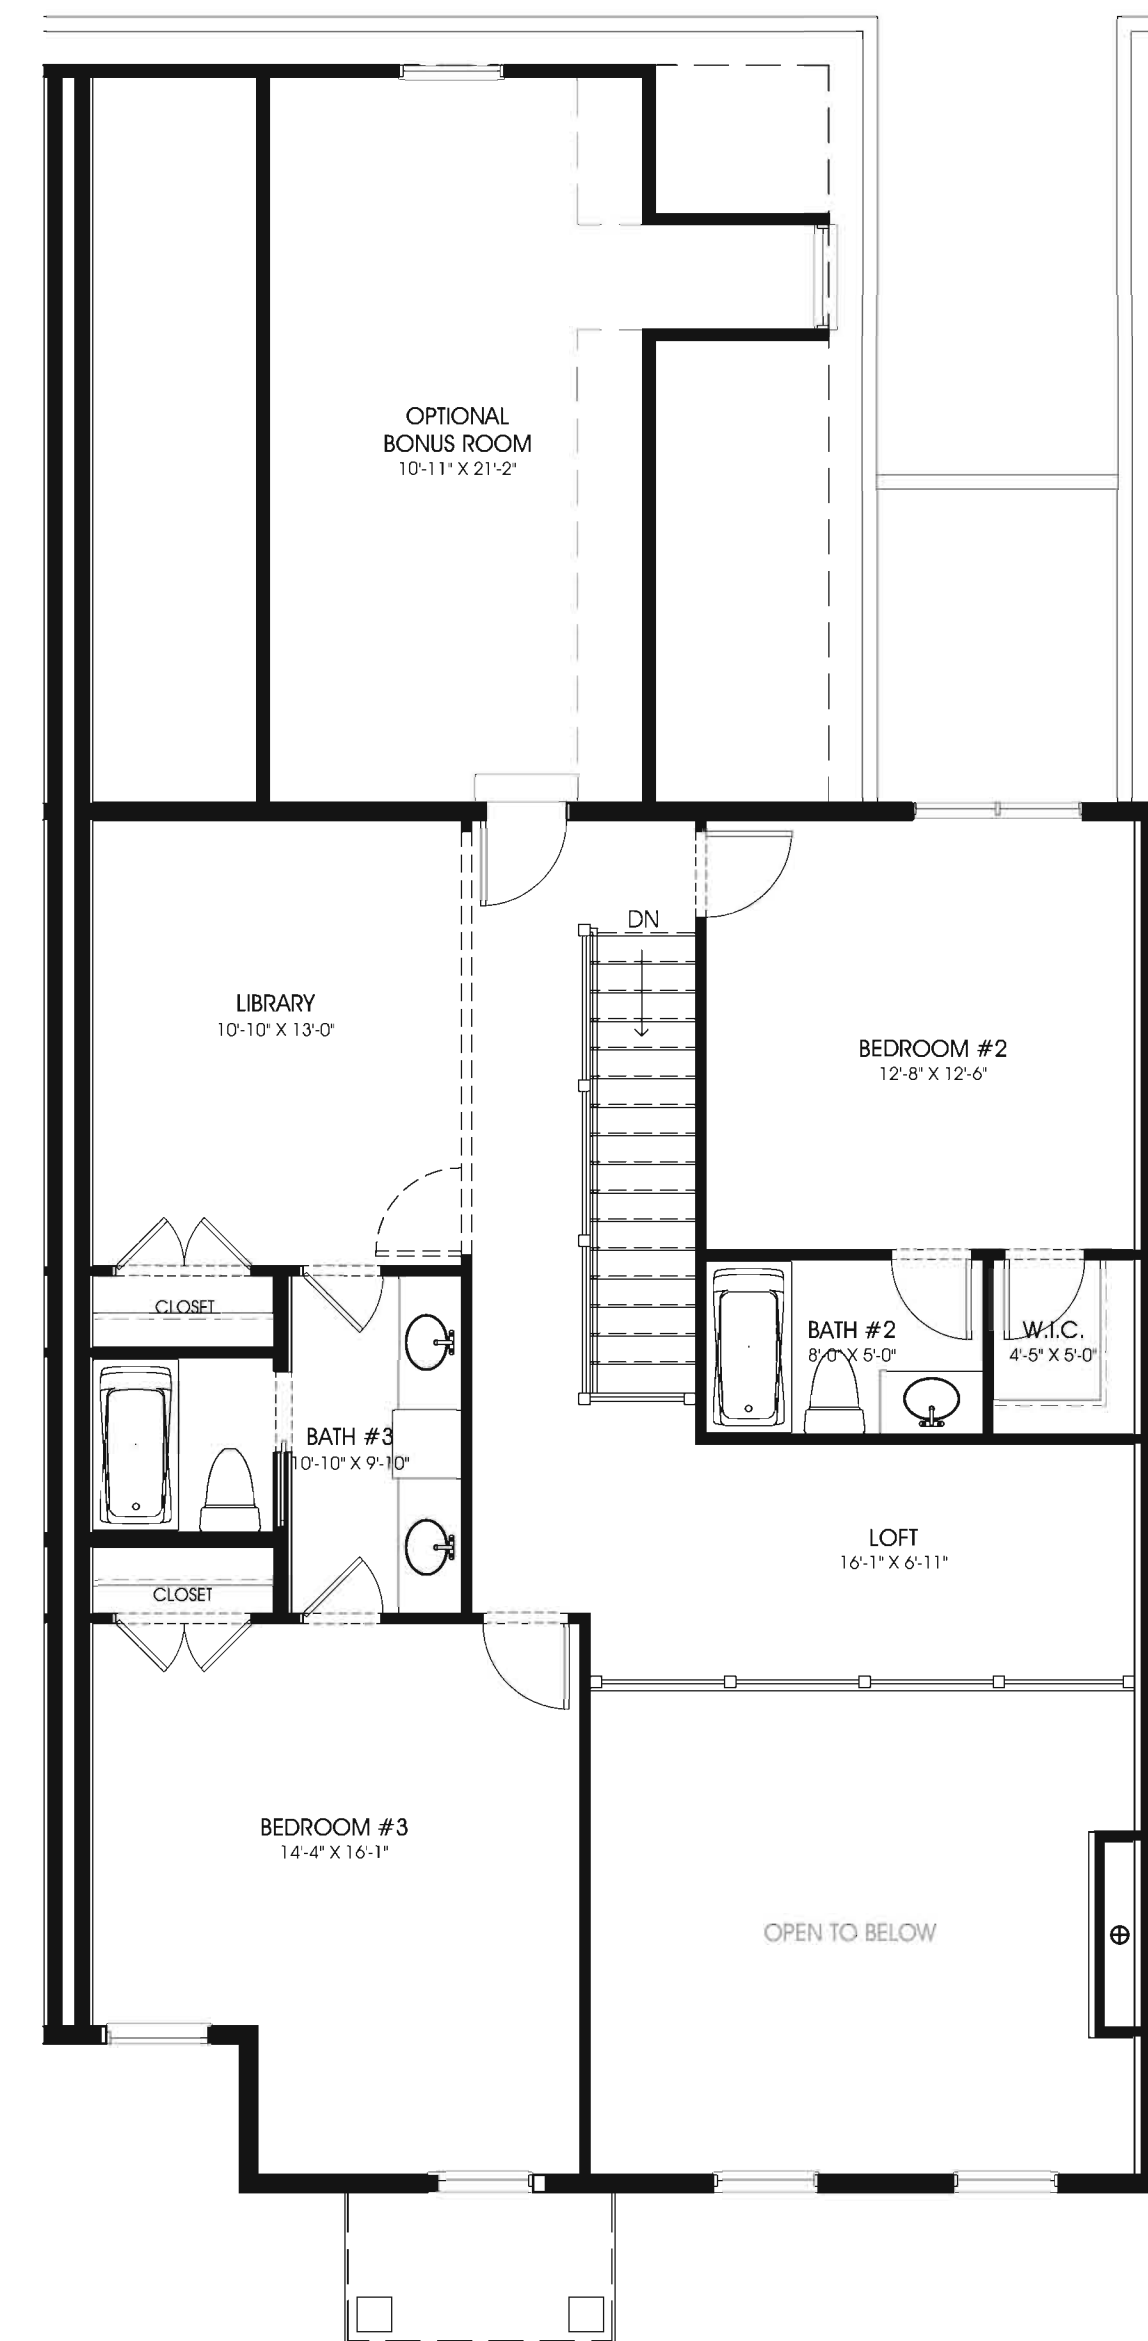 OPTIONAL
BONUS ROOM
10'-11" X 21'-2"
DN
LIBRARY
10'-10" X 13'-0"
BEDROOM #2
12'-8" X 12'-6"
CLOSET
BATH #2
8'-0" X 5'-0"
W.I.C.
4'-5" X 5'-0"
BATH #3
10'-10" X 9'-10"
LOFT
16'-1" X 6'-11"
CLOSET
BEDROOM #3
14'-4" X 16'-1"
OPEN TO BELOW